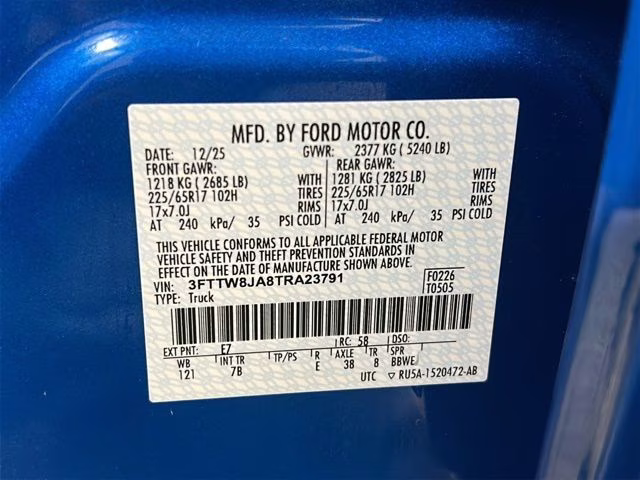 MFD. BY FORD MOTOR CO.
DATE: 12/25 GVWR: 2377 KG ( 5240 LB)
FRONT GAWR: REAR GAWR:
1218 KG ( 2685 LB) WITH 1281 KG ( 2825 LB) WITH
225/65R17 102H TIRES 225/65R17 102H TIRES
17x7.0J RIMS 17x7.0J RIMS
AT 240 kPa/ 35 PSI COLD AT 240 kPa/ 35 PSI COLD
THIS VEHICLE CONFORMS TO ALL APPLICABLE FEDERAL MOTOR
VEHICLE SAFETY AND THEFT PREVENTION STANDARDS IN
EFFECT ON THE DATE OF MANUFACTURE SHOWN ABOVE.
VIN: 3FTTW8JA8TRA23791 F0226
TYPE: Truck T0505
EXT PNT: E7 RC: 58 DSO:
WB INT TR TP/PS R AXLE TR SPR
121 7B E 38 8 BBWE
UTC ▽ RU5A-1520472-AB